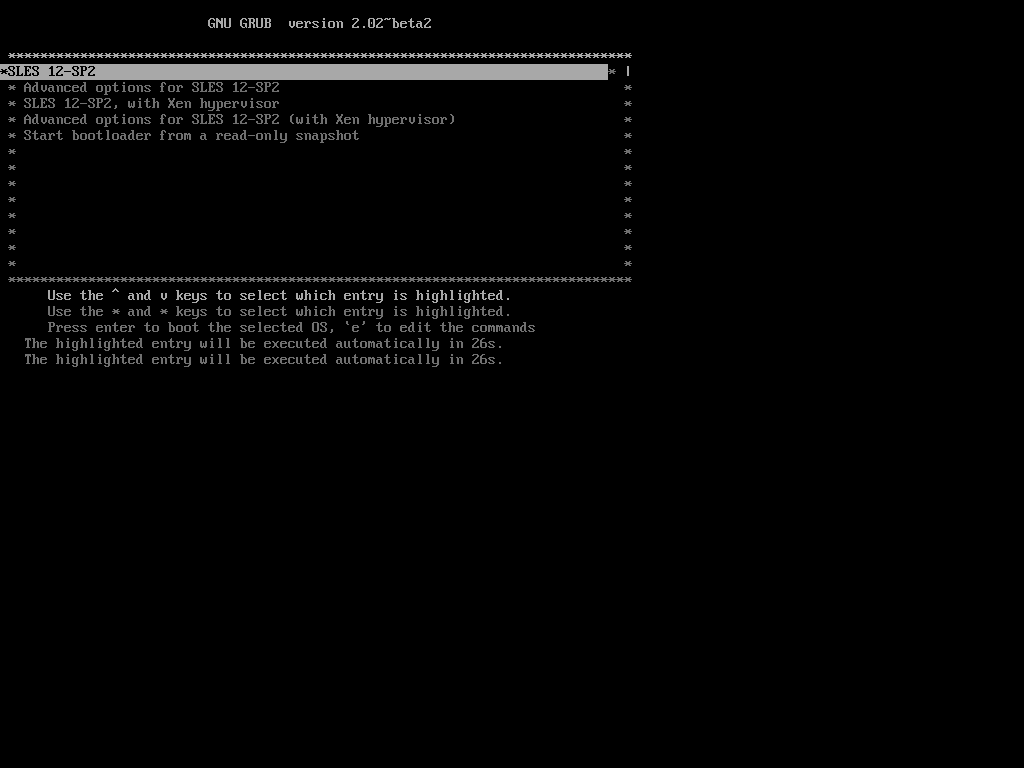 GNU GRUB  version 2.02~beta2
******************************************************************************
*SLES 12-SP2 * |
* Advanced options for SLES 12-SP2 *
* SLES 12-SP2, with Xen hypervisor *
* Advanced options for SLES 12-SP2 (with Xen hypervisor) *
* Start bootloader from a read-only snapshot *
* *
* *
* *
* *
* *
* *
* *
* *
******************************************************************************
Use the ^ and v keys to select which entry is highlighted.
Use the * and * keys to select which entry is highlighted.
Press enter to boot the selected OS, `e' to edit the commands
The highlighted entry will be executed automatically in 26s.
The highlighted entry will be executed automatically in 26s.